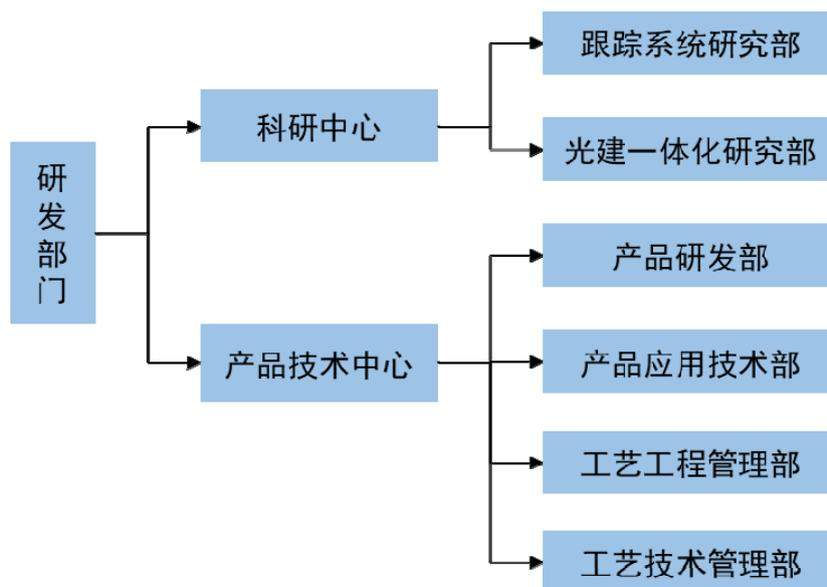 研发部门
科研中心
跟踪系统研究部
光建一体化研究部
产品技术中心
产品研发部
产品应用技术部
工艺工程管理部
工艺技术管理部